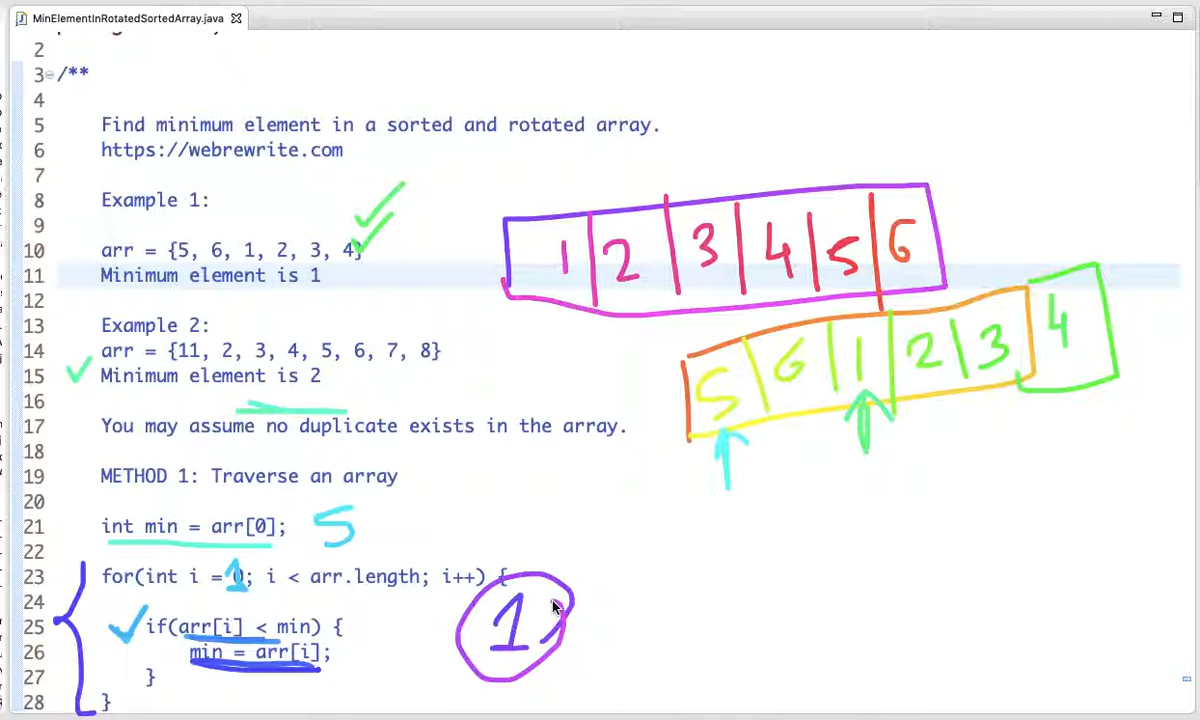 MinElementInRotatedSortedArray.java
2
3 /**
4
5 Find minimum element in a sorted and rotated array.
6 https://webrewrite.com
7
8 Example 1:
9
10 arr = {5, 6, 1, 2, 3, 4}
11 Minimum element is 1
12
13 Example 2:
14 arr = {11, 2, 3, 4, 5, 6, 7, 8}
15 Minimum element is 2
16
17 You may assume no duplicate exists in the array.
18
19 METHOD 1: Traverse an array
20
21 int min = arr[0];
22
23 for(int i = 0; i < arr.length; i++) {
24
25 if(arr[i] < min) {
26 min = arr[i];
27 }
28 }
1 2 3 4 5 6
5 6 1 2 3 4
5
1
1